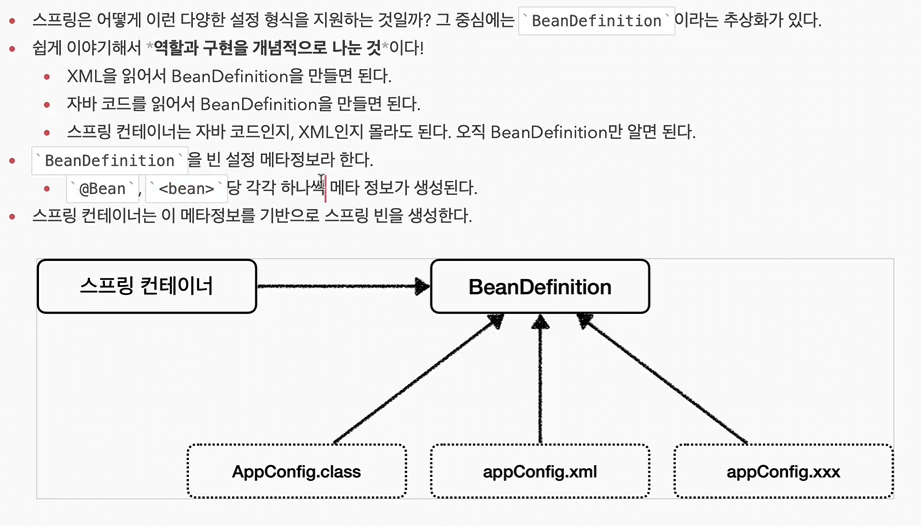 스프링은 어떻게 이런 다양한 설정 형식을 지원하는 것일까? 그 중심에는 `BeanDefinition`이라는 추상화가 있다.
쉽게 이야기해서 *역할과 구현을 개념적으로 나눈 것*이다!
XML을 읽어서 BeanDefinition을 만들면 된다.
자바 코드를 읽어서 BeanDefinition을 만들면 된다.
스프링 컨테이너는 자바 코드인지, XML인지 몰라도 된다. 오직 BeanDefinition만 알면 된다.
`BeanDefinition`을 빈 설정 메타정보라 한다.
`@Bean`, `<bean>`당 각각 하나씩 메타 정보가 생성된다.
스프링 컨테이너는 이 메타정보를 기반으로 스프링 빈을 생성한다.
스프링 컨테이너
BeanDefinition
AppConfig.class
appConfig.xml
appConfig.xxx